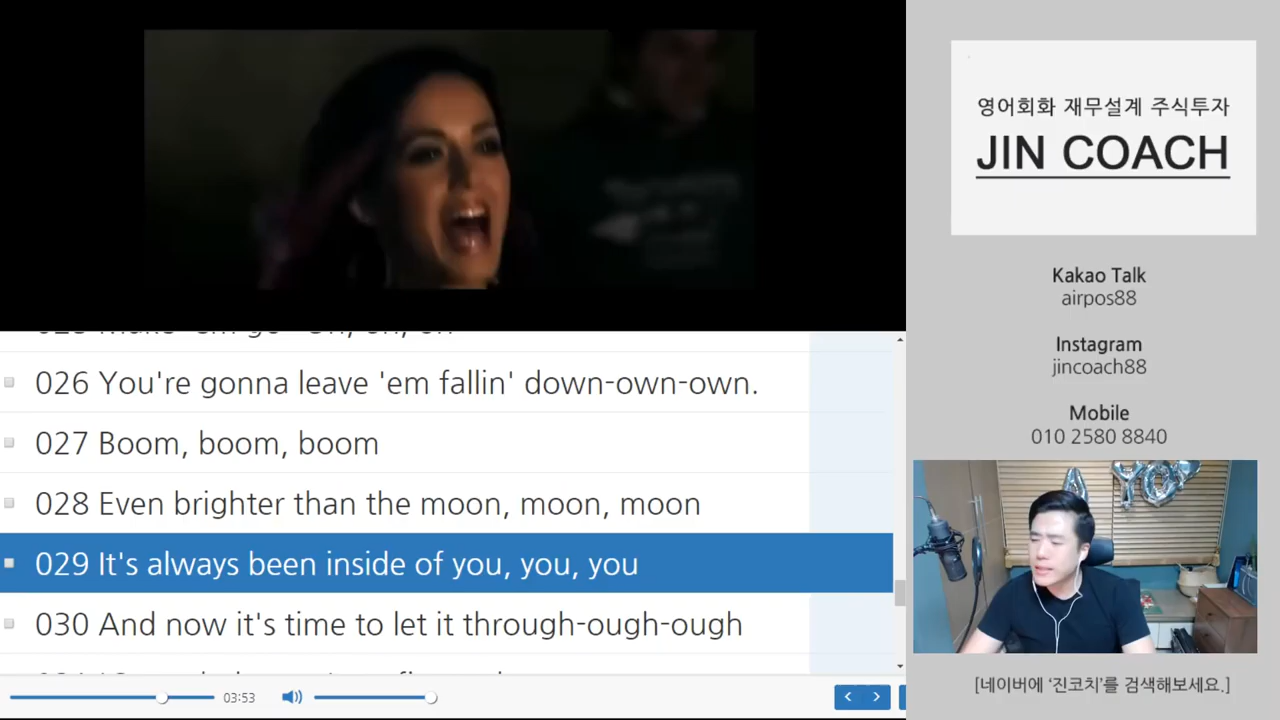 영어회화 재무설계 주식투자
JIN COACH
Kakao Talk
airpos88
Instagram
jincoach88
Mobile
010 2580 8840
026 You're gonna leave 'em fallin' down-own-own.
027 Boom, boom, boom
028 Even brighter than the moon, moon, moon
029 It's always been inside of you, you, you
030 And now it's time to let it through-ough-ough
03:53
[네이버에 '진코치'를 검색해보세요.]